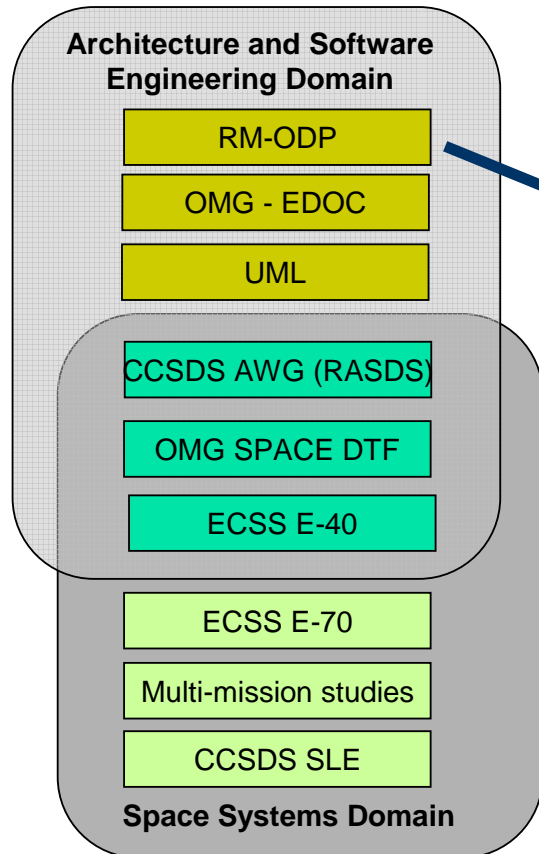 Architecture and Software
Engineering Domain
RM-ODP
OMG - EDOC
UML
CCSDS AWG (RASDS)
OMG SPACE DTF
ECSS E-40
ECSS E-70
Multi-mission studies
CCSDS SLE
Space Systems Domain